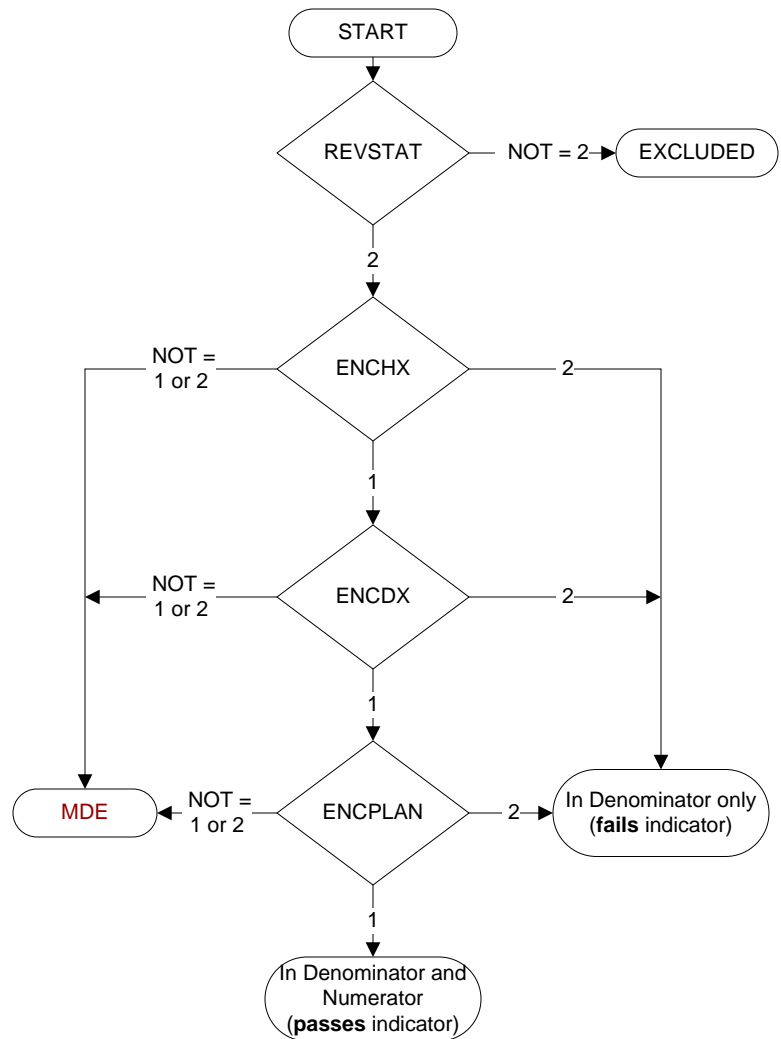 START
REVSTAT
NOT = 2
EXCLUDED
2
NOT =
1 or 2
ENCHX
2
1
NOT =
1 or 2
ENCDX
2
1
MDE
NOT =
1 or 2
ENCPLAN
2
In Denominator only
(fails indicator)
1
In Denominator and
Numerator
(passes indicator)